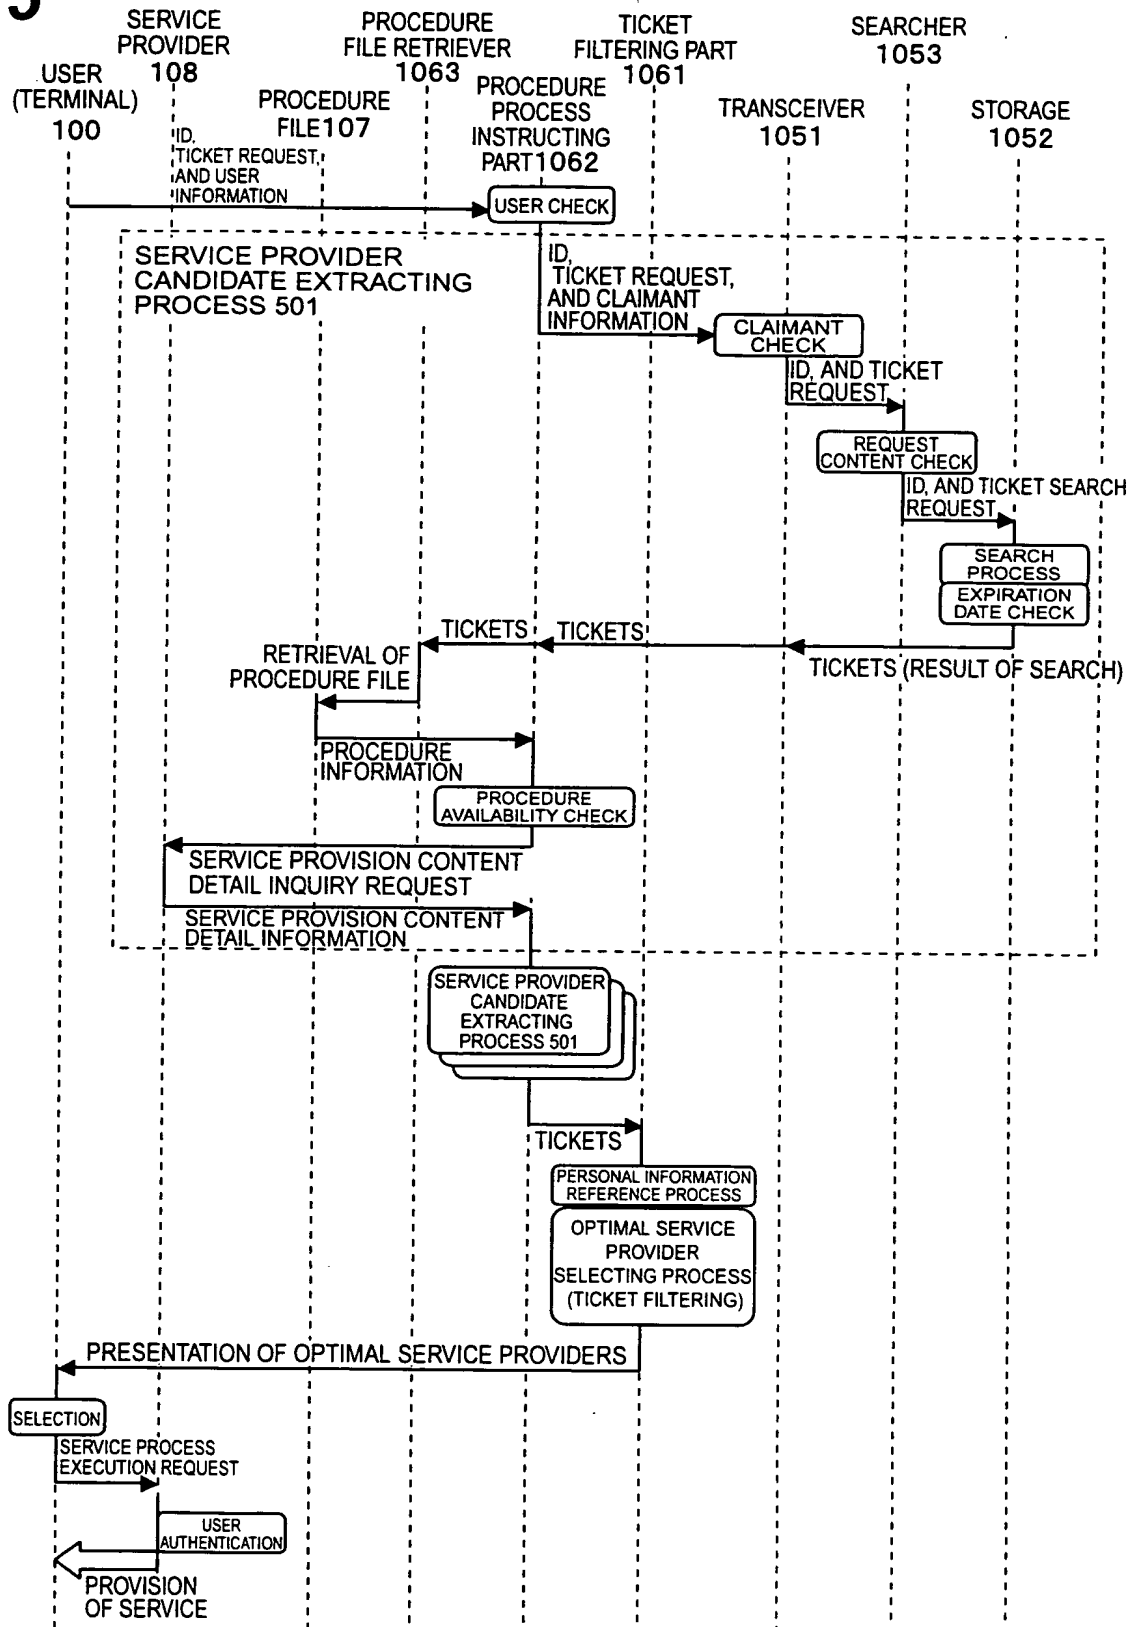 5
SERVICE
PROVIDER
108
PROCEDURE
FILE RETRIEVER
1063
TICKET
FILTERING PART
1061
SEARCHER
1053
USER
(TERMINAL)
100
PROCEDURE
FILE107
PROCEDURE
PROCESS
INSTRUCTING
PART1062
TRANSCEIVER
1051
STORAGE
1052
ID,
TICKET REQUEST,
AND USER
INFORMATION
USER CHECK
SERVICE PROVIDER
CANDIDATE EXTRACTING
PROCESS 501
ID,
TICKET REQUEST,
AND CLAIMANT
INFORMATION
CLAIMANT
CHECK
ID, AND TICKET
REQUEST
REQUEST
CONTENT CHECK
ID, AND TICKET SEARCH
REQUEST
SEARCH
PROCESS
EXPIRATION
DATE CHECK
TICKETS
TICKETS
TICKETS (RESULT OF SEARCH)
RETRIEVAL OF
PROCEDURE FILE
PROCEDURE
INFORMATION
PROCEDURE
AVAILABILITY CHECK
SERVICE PROVISION CONTENT
DETAIL INQUIRY REQUEST
SERVICE PROVISION CONTENT
DETAIL INFORMATION
SERVICE PROVIDER
CANDIDATE
EXTRACTING
PROCESS 501
TICKETS
PERSONAL INFORMATION
REFERENCE PROCESS
OPTIMAL SERVICE
PROVIDER
SELECTING PROCESS
(TICKET FILTERING)
PRESENTATION OF OPTIMAL SERVICE PROVIDERS
SELECTION
SERVICE PROCESS
EXECUTION REQUEST
USER
AUTHENTICATION
PROVISION
OF SERVICE